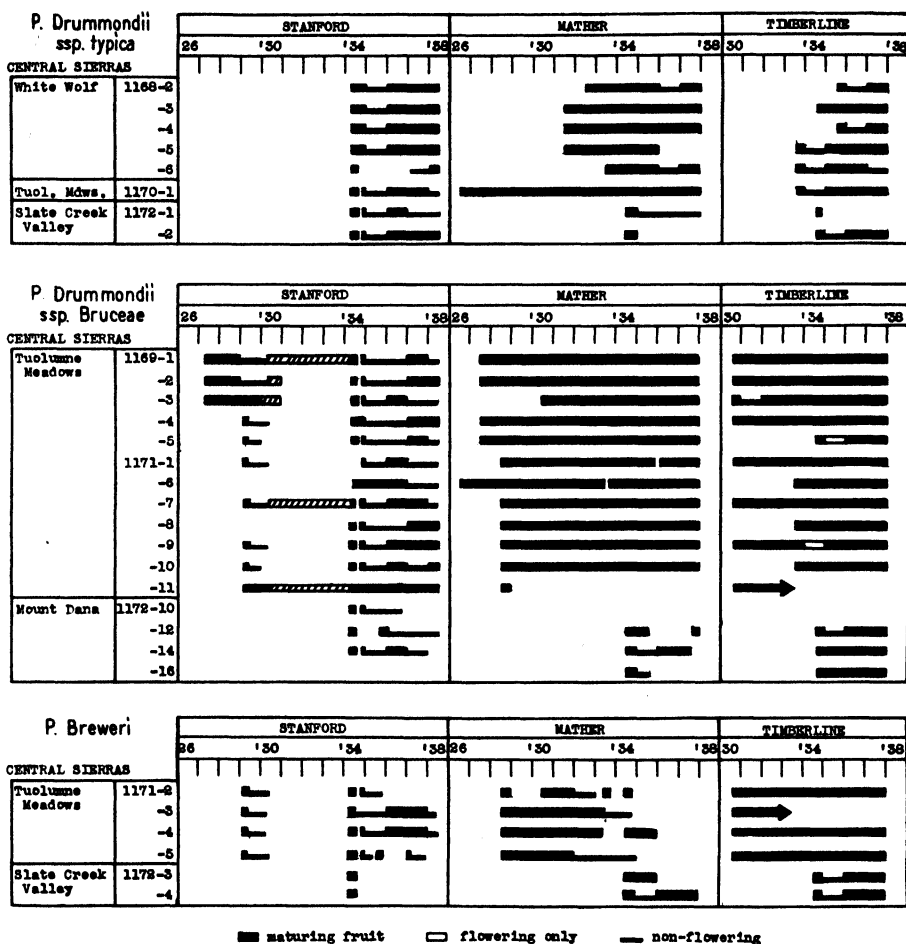 P. Drummondii
ssp. typica
STANFORD MATHER TIMBERLINE
26 '30 '34 '38 26 '30 '34 '38 30 '34 '38
CENTRAL SIERRAS
White Wolf 1168-2
-3
-4
-5
-6
Tuol. Mdws. 1170-1
Slate Creek 1172-1
Valley -2
P. Drummondii
ssp. Bruceae
STANFORD MATHER TIMBERLINE
26 '30 '34 '38 26 '30 '34 '38 '30 '34 '38
CENTRAL SIERRAS
Tuolumne 1169-1
Meadows -2
-3
-4
-5
1171-1
-6
-7
-8
-9
-10
-11
Mount Dana 1172-10
-12
-14
-16
P. Breweri
STANFORD MATHER TIMBERLINE
26 '30 '34 '38 26 '30 '34 '38 '30 '34 '38
CENTRAL SIERRAS
Tuolumne 1171-2
Meadows -3
-4
-5
Slate Creek 1172-3
Valley -4
maturing fruit flowering only non-flowering